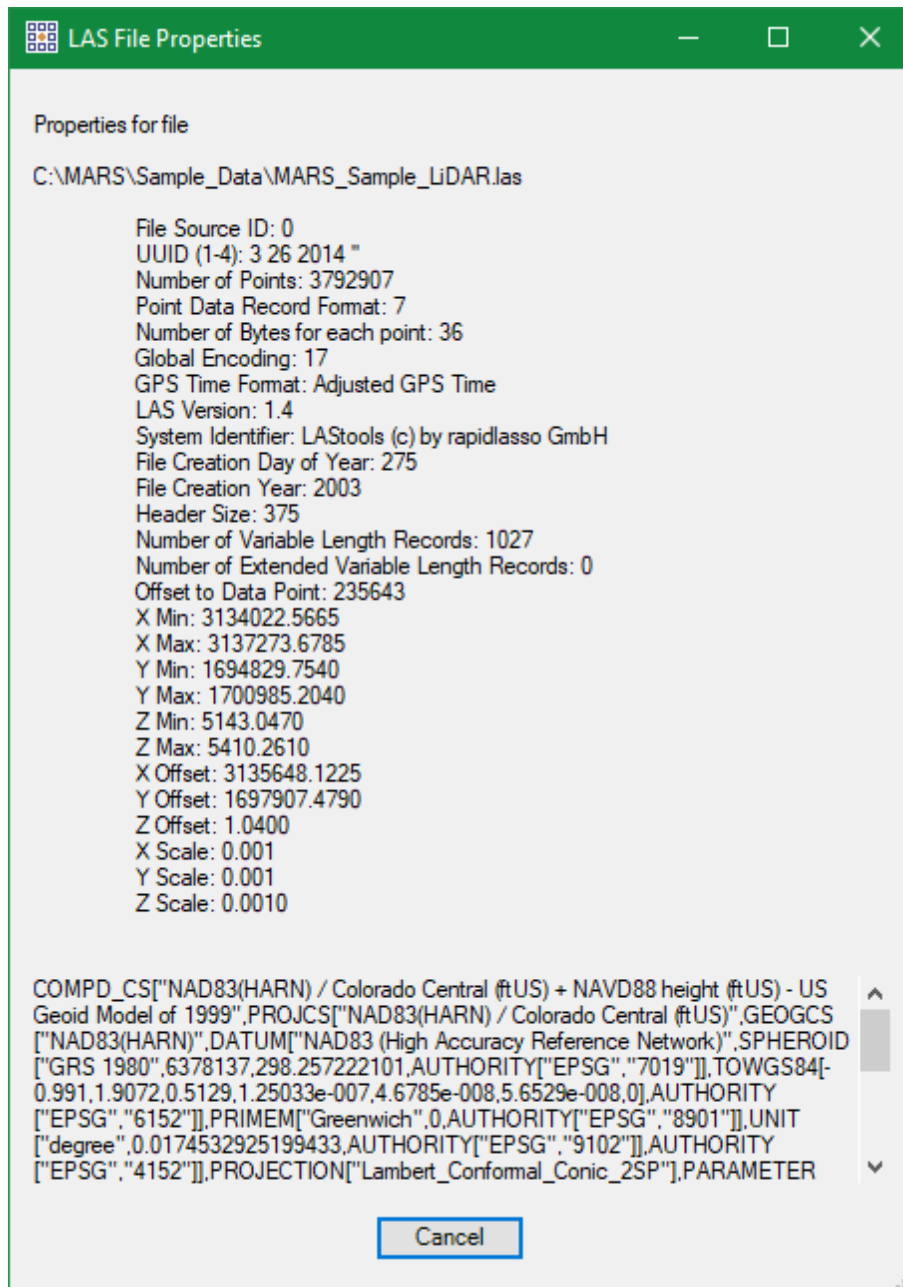 LAS File Properties
Properties for file
C:\MARS\Sample_Data\MARS_Sample_LiDAR.las
File Source ID: 0
UUID (1-4): 3 26 2014 "
Number of Points: 3792907
Point Data Record Format: 7
Number of Bytes for each point: 36
Global Encoding: 17
GPS Time Format: Adjusted GPS Time
LAS Version: 1.4
System Identifier: LAStools (c) by rapidlasso GmbH
File Creation Day of Year: 275
File Creation Year: 2003
Header Size: 375
Number of Variable Length Records: 1027
Number of Extended Variable Length Records: 0
Offset to Data Point: 235643
X Min: 3134022.5665
X Max: 3137273.6785
Y Min: 1694829.7540
Y Max: 1700985.2040
Z Min: 5143.0470
Z Max: 5410.2610
X Offset: 3135648.1225
Y Offset: 1697907.4790
Z Offset: 1.0400
X Scale: 0.001
Y Scale: 0.001
Z Scale: 0.0010
COMPD_CS["NAD83(HARN) / Colorado Central (ftUS) + NAVD88 height (ftUS) - US
Geoid Model of 1999",PROJCS["NAD83(HARN) / Colorado Central (ftUS)",GEOGCS
["NAD83(HARN)",DATUM["NAD83 (High Accuracy Reference Network)",SPHEROID
["GRS 1980",6378137,298.257222101,AUTHORITY["EPSG","7019"]],TOWGS84[-
0.991,1.9072,0.5129,1.25033e-007,4.6785e-008,5.6529e-008,0],AUTHORITY
["EPSG","6152"]],PRIMEM["Greenwich",0,AUTHORITY["EPSG","8901"]],UNIT
["degree",0.0174532925199433,AUTHORITY["EPSG","9102"]],AUTHORITY
["EPSG","4152"]],PROJECTION["Lambert_Conformal_Conic_2SP"],PARAMETER
Cancel